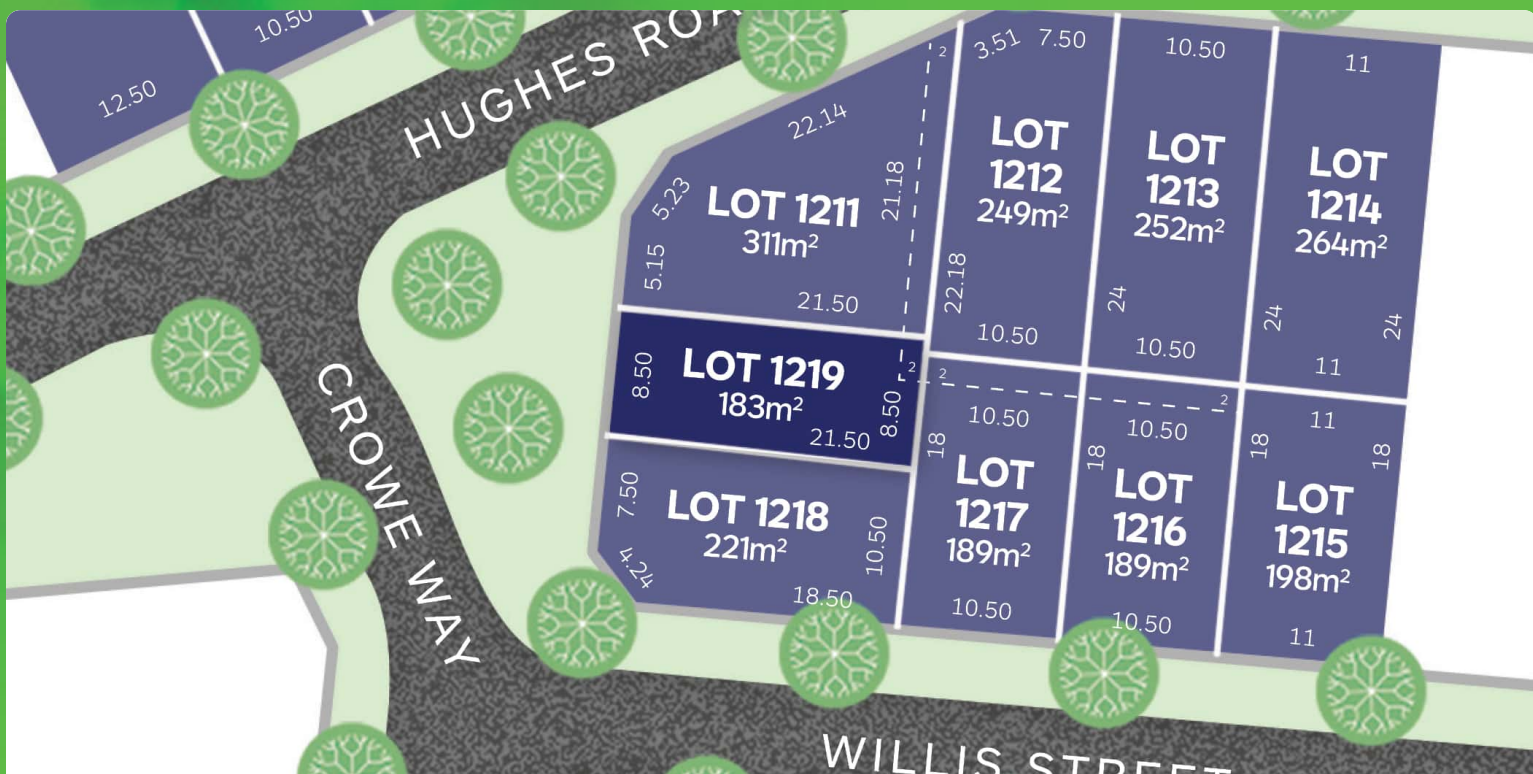 10.50
12.50
HUGHES ROA
22.14
5.23
5.15
21.18
2
LOT 1211
311m²
21.50
3.51
7.50
LOT
1212
249m²
22.18
10.50
10.50
LOT
1213
252m²
24
10.50
11
LOT
1214
264m²
24
24
11
8.50
LOT 1219
183m²
2
8.50
21.50
CROWE WAY
7.50
LOT 1218
221m²
4.24
10.50
18.50
2
10.50
18
LOT
1217
189m²
10.50
2
10.50
18
LOT
1216
189m²
10.50
11
18
18
LOT
1215
198m²
11
WILLIS STREET